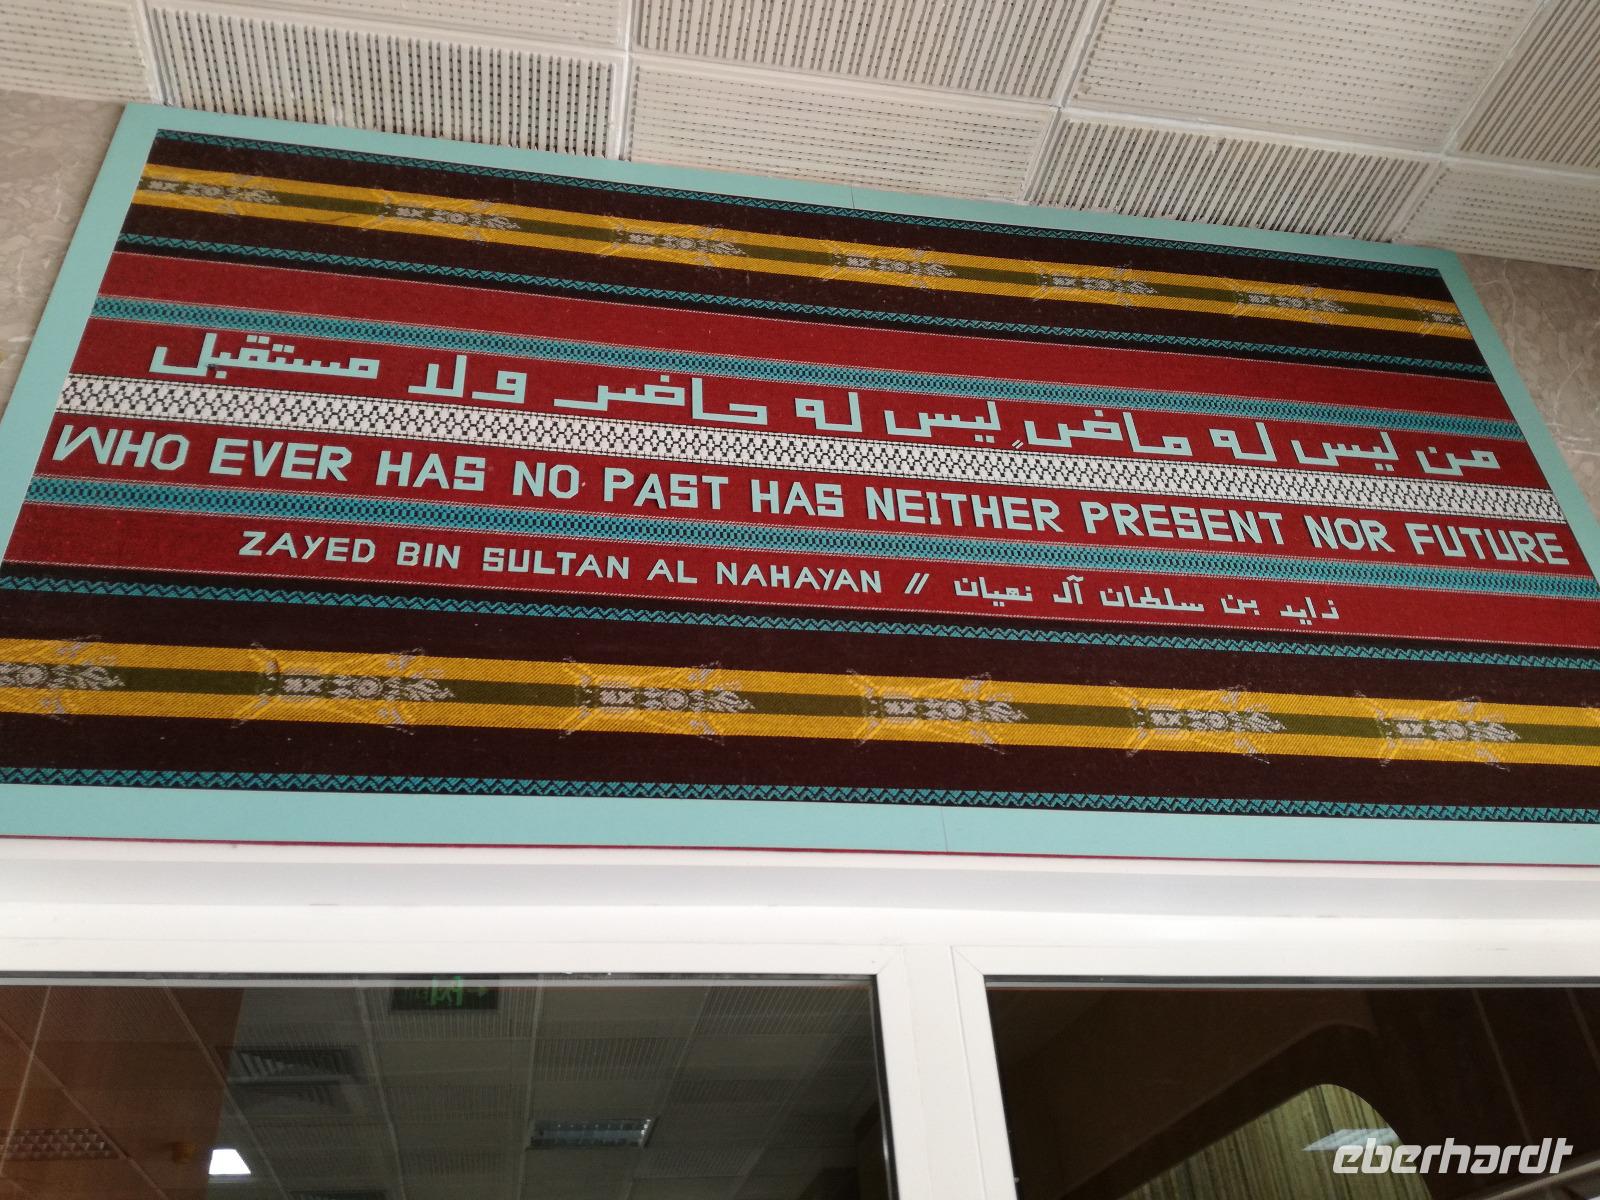 من ليس له ماضٍ ليس له حاضر ولا مستقبل
WHO EVER HAS NO PAST HAS NEITHER PRESENT NOR FUTURE
ZAYED BIN SULTAN AL NAHAYAN // زايد بن سلطان آل نهيان
eberhardt